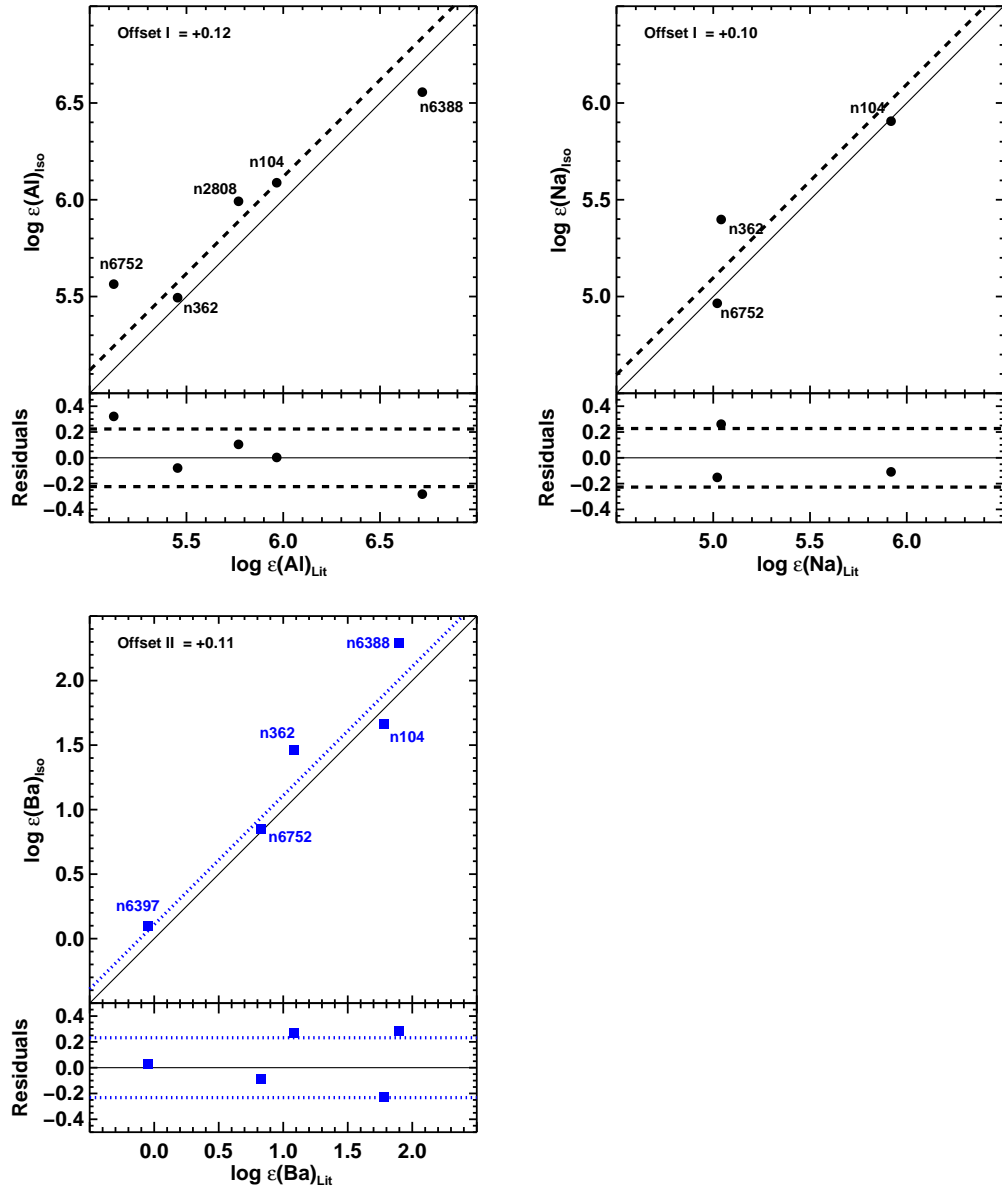 Offset I = +0.12
n6388
n104
n2808
n6752
n362
6.5
6.0
5.5
log ε(Al)Iso
0.4
0.2
0.0
−0.2
−0.4
Residuals
5.5 6.0 6.5
log ε(Al)Lit
Offset I = +0.10
n104
n362
n6752
6.0
5.5
5.0
log ε(Na)Iso
0.4
0.2
0.0
−0.2
−0.4
Residuals
5.0 5.5 6.0
log ε(Na)Lit
Offset II = +0.11
n6388
n362
n104
n6752
n6397
2.0
1.5
1.0
0.5
0.0
log ε(Ba)Iso
0.4
0.2
0.0
−0.2
−0.4
Residuals
0.0 0.5 1.0 1.5 2.0
log ε(Ba)Lit